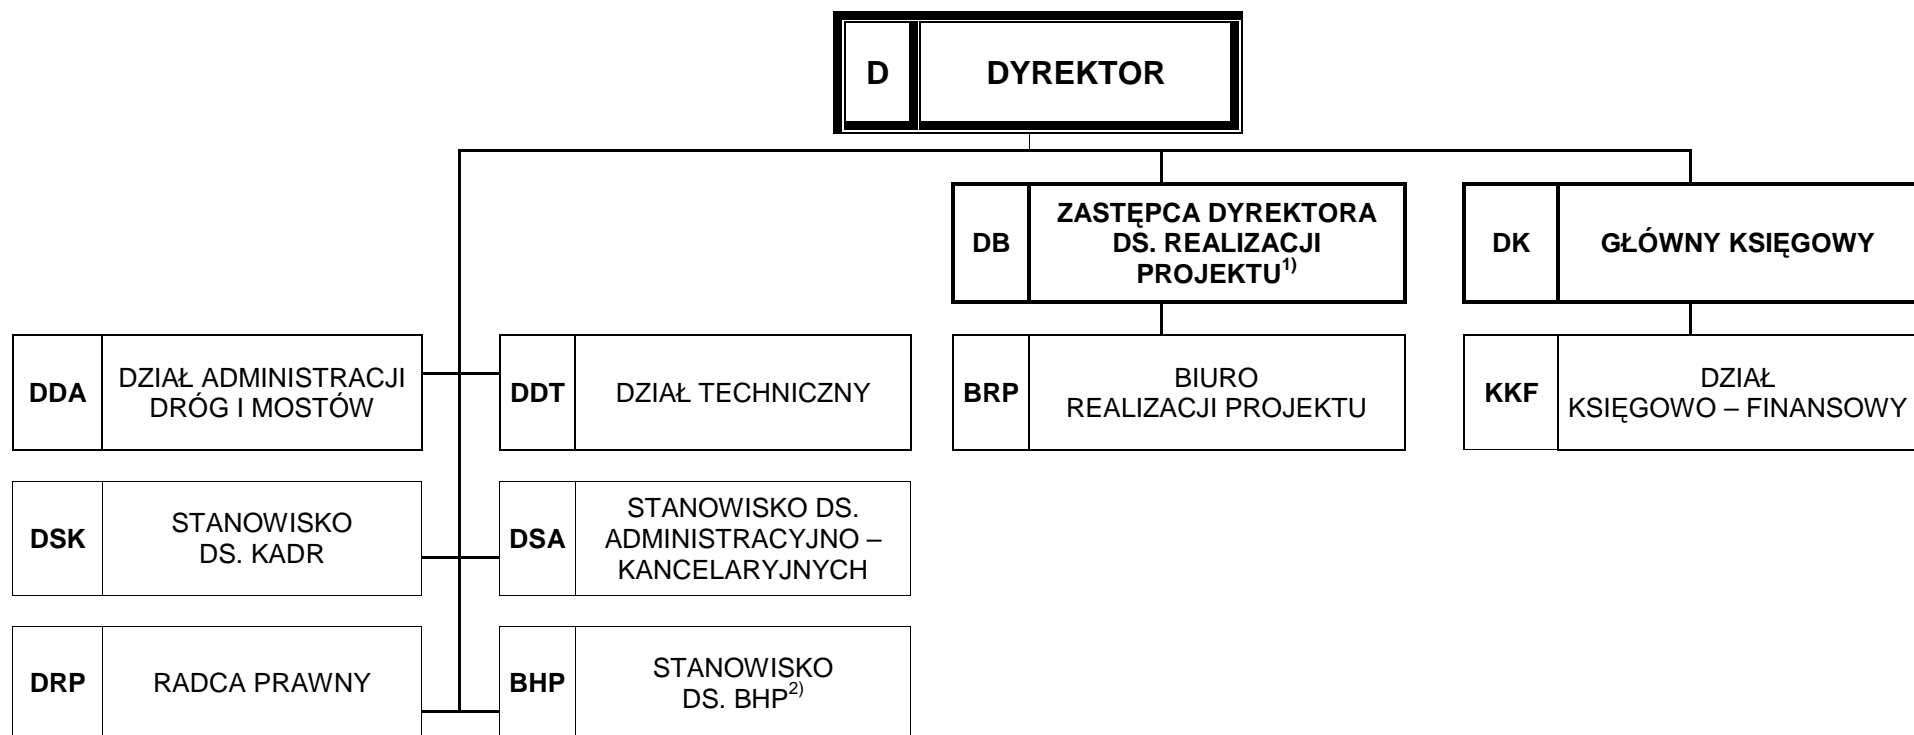 D DYREKTOR
DB ZASTĘPCA DYREKTORA
DS. REALIZACJI
PROJEKTU1)
DK GŁÓWNY KSIĘGOWY
DDA DZIAŁ ADMINISTRACJI
DRÓG I MOSTÓW
DDT DZIAŁ TECHNICZNY
BRP BIURO
REALIZACJI PROJEKTU
KKF DZIAŁ
KSIĘGOWO – FINANSOWY
DSK STANOWISKO
DS. KADR
DSA STANOWISKO DS.
ADMINISTRACYJNO –
KANCELARYJNYCH
DRP RADCA PRAWNY
BHP STANOWISKO
DS. BHP2)